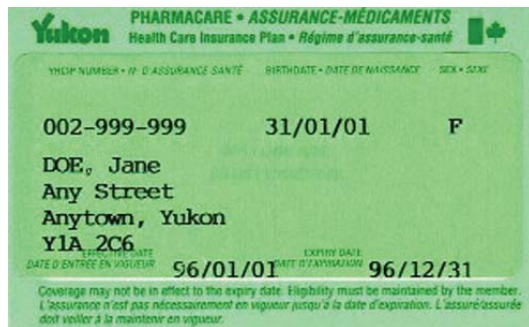 Yukon PHARMACARE • ASSURANCE-MÉDICAMENTS
Health Care Insurance Plan • Régime d'assurance-santé
YHCIP NUMBER • Nº D'ASSURANCE SANTÉ BIRTHDATE • DATE DE NAISSANCE SEX • SEXE
002-999-999 31/01/01 F
DOE, Jane
Any Street
Anytown, Yukon
Y1A 2C6
EFFECTIVE DATE EXPIRY DATE
DATE D'ENTRÉE EN VIGUEUR 96/01/01 DATE D'EXPIRATION 96/12/31
Coverage may not be in effect to the expiry date. Eligibility must be maintained by the member.
L'assurance n'est pas nécessairement en vigueur jusqu'à la date d'expiration. L'assuré/assurée
doit veiller à la maintenir en vigueur.